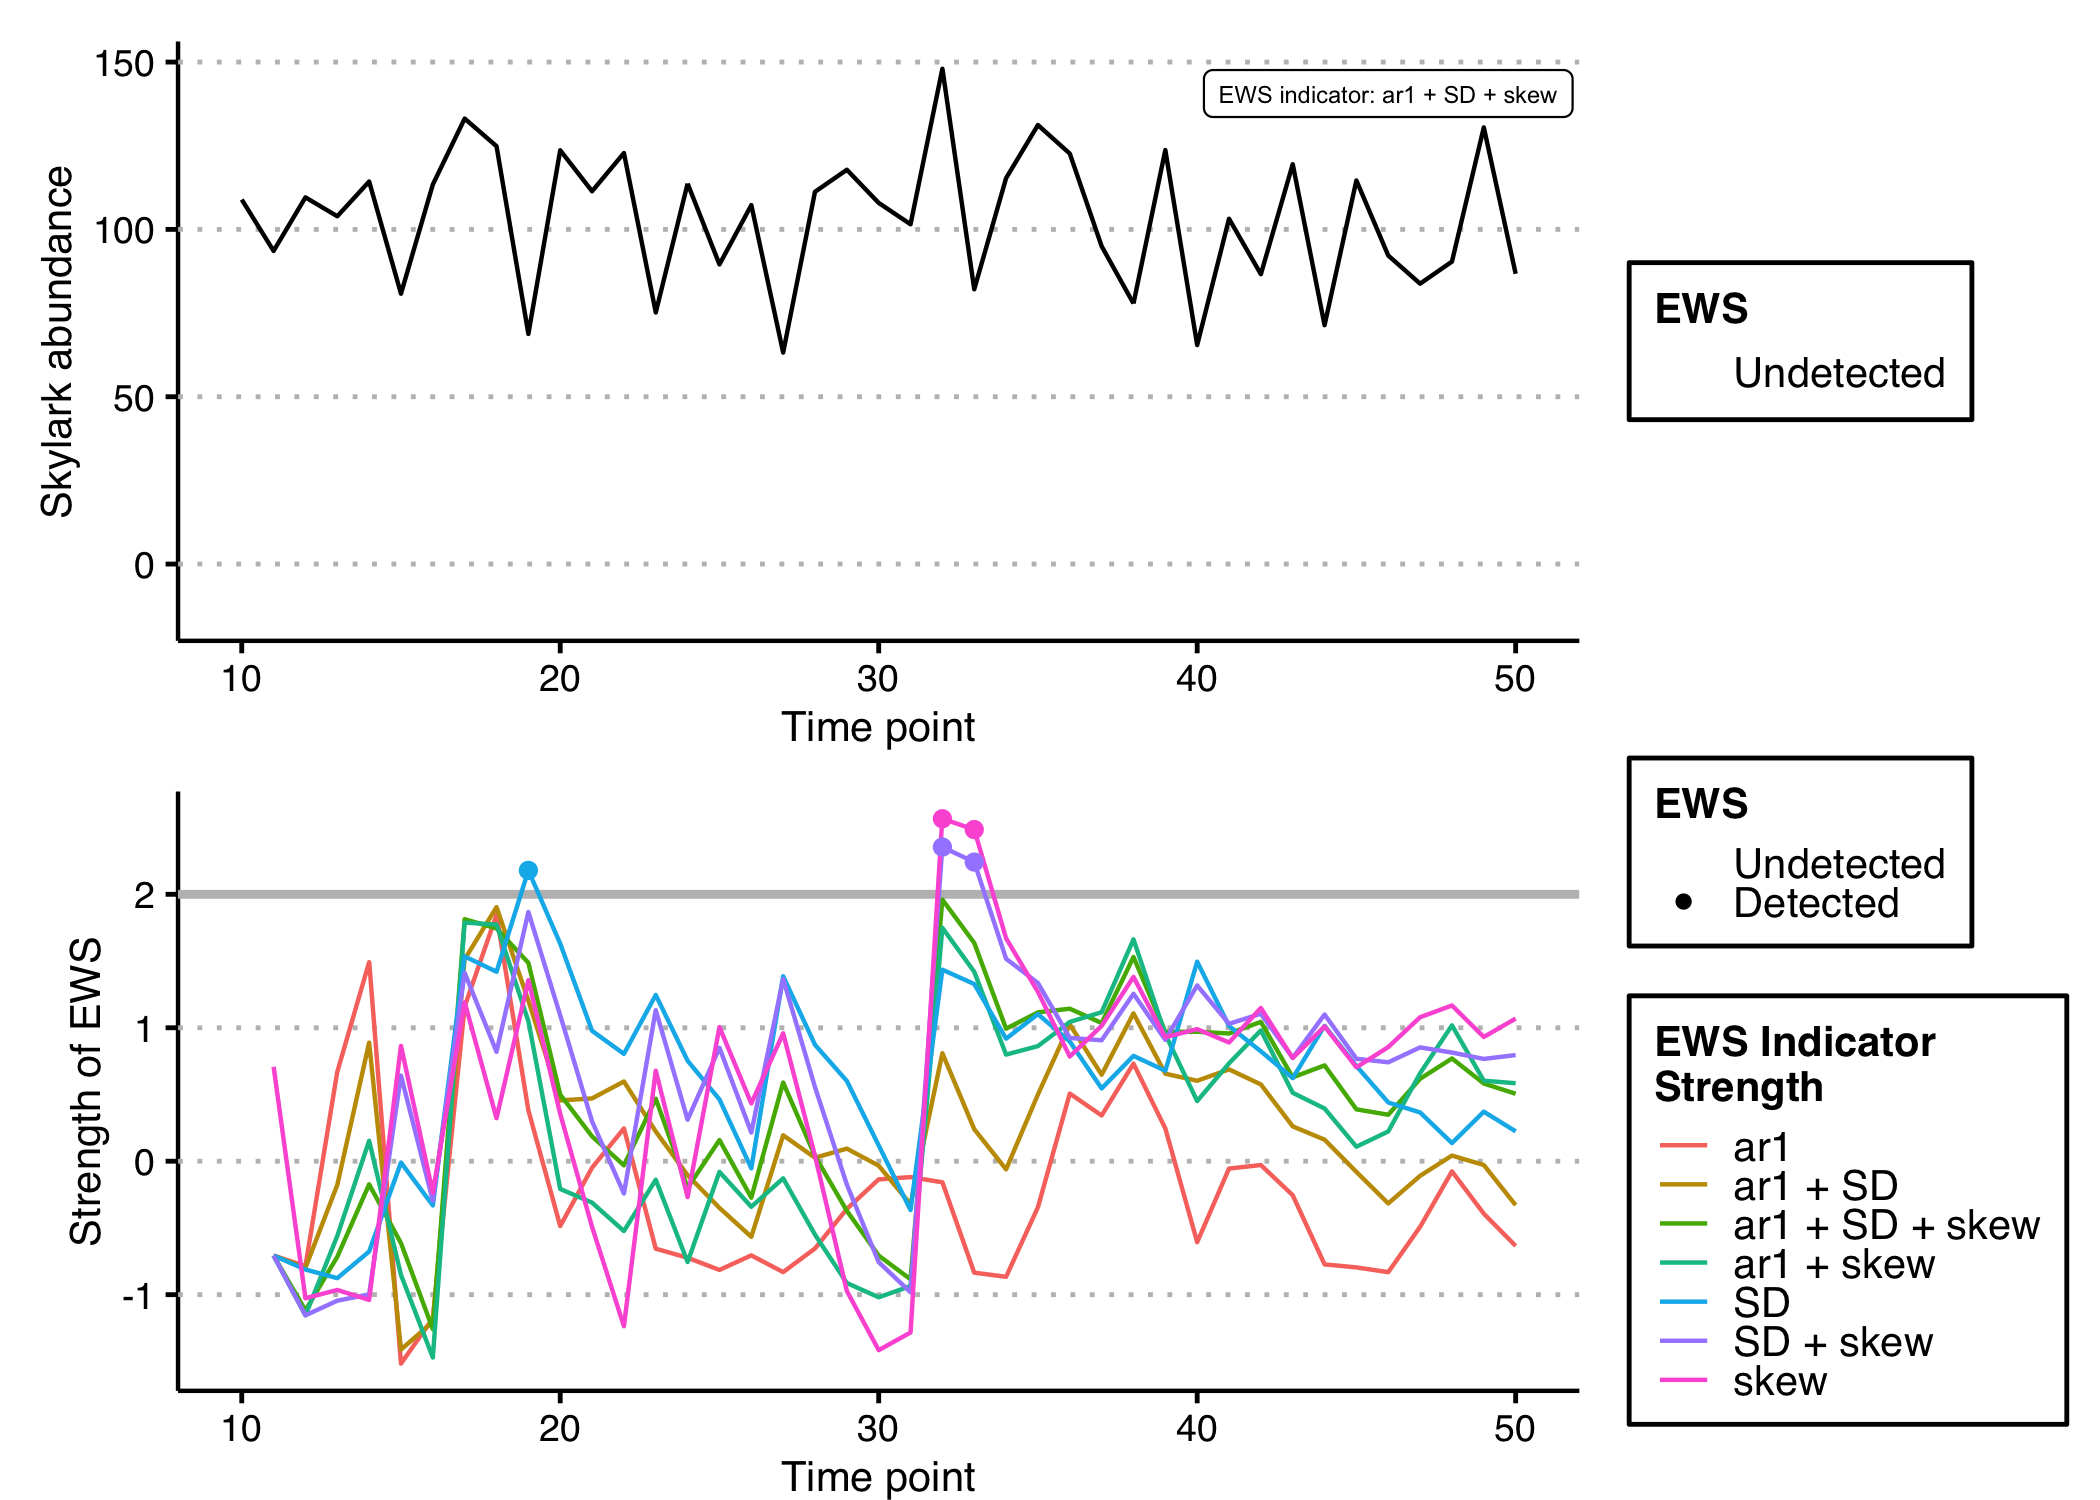 150
100
50
0
Skylark abundance
EWS indicator: ar1 + SD + skew
10 20 30 40 50
Time point
EWS
Undetected
2
1
0
-1
Strength of EWS
10 20 30 40 50
Time point
EWS
Undetected
Detected
EWS Indicator
Strength
ar1
ar1 + SD
ar1 + SD + skew
ar1 + skew
SD
SD + skew
skew